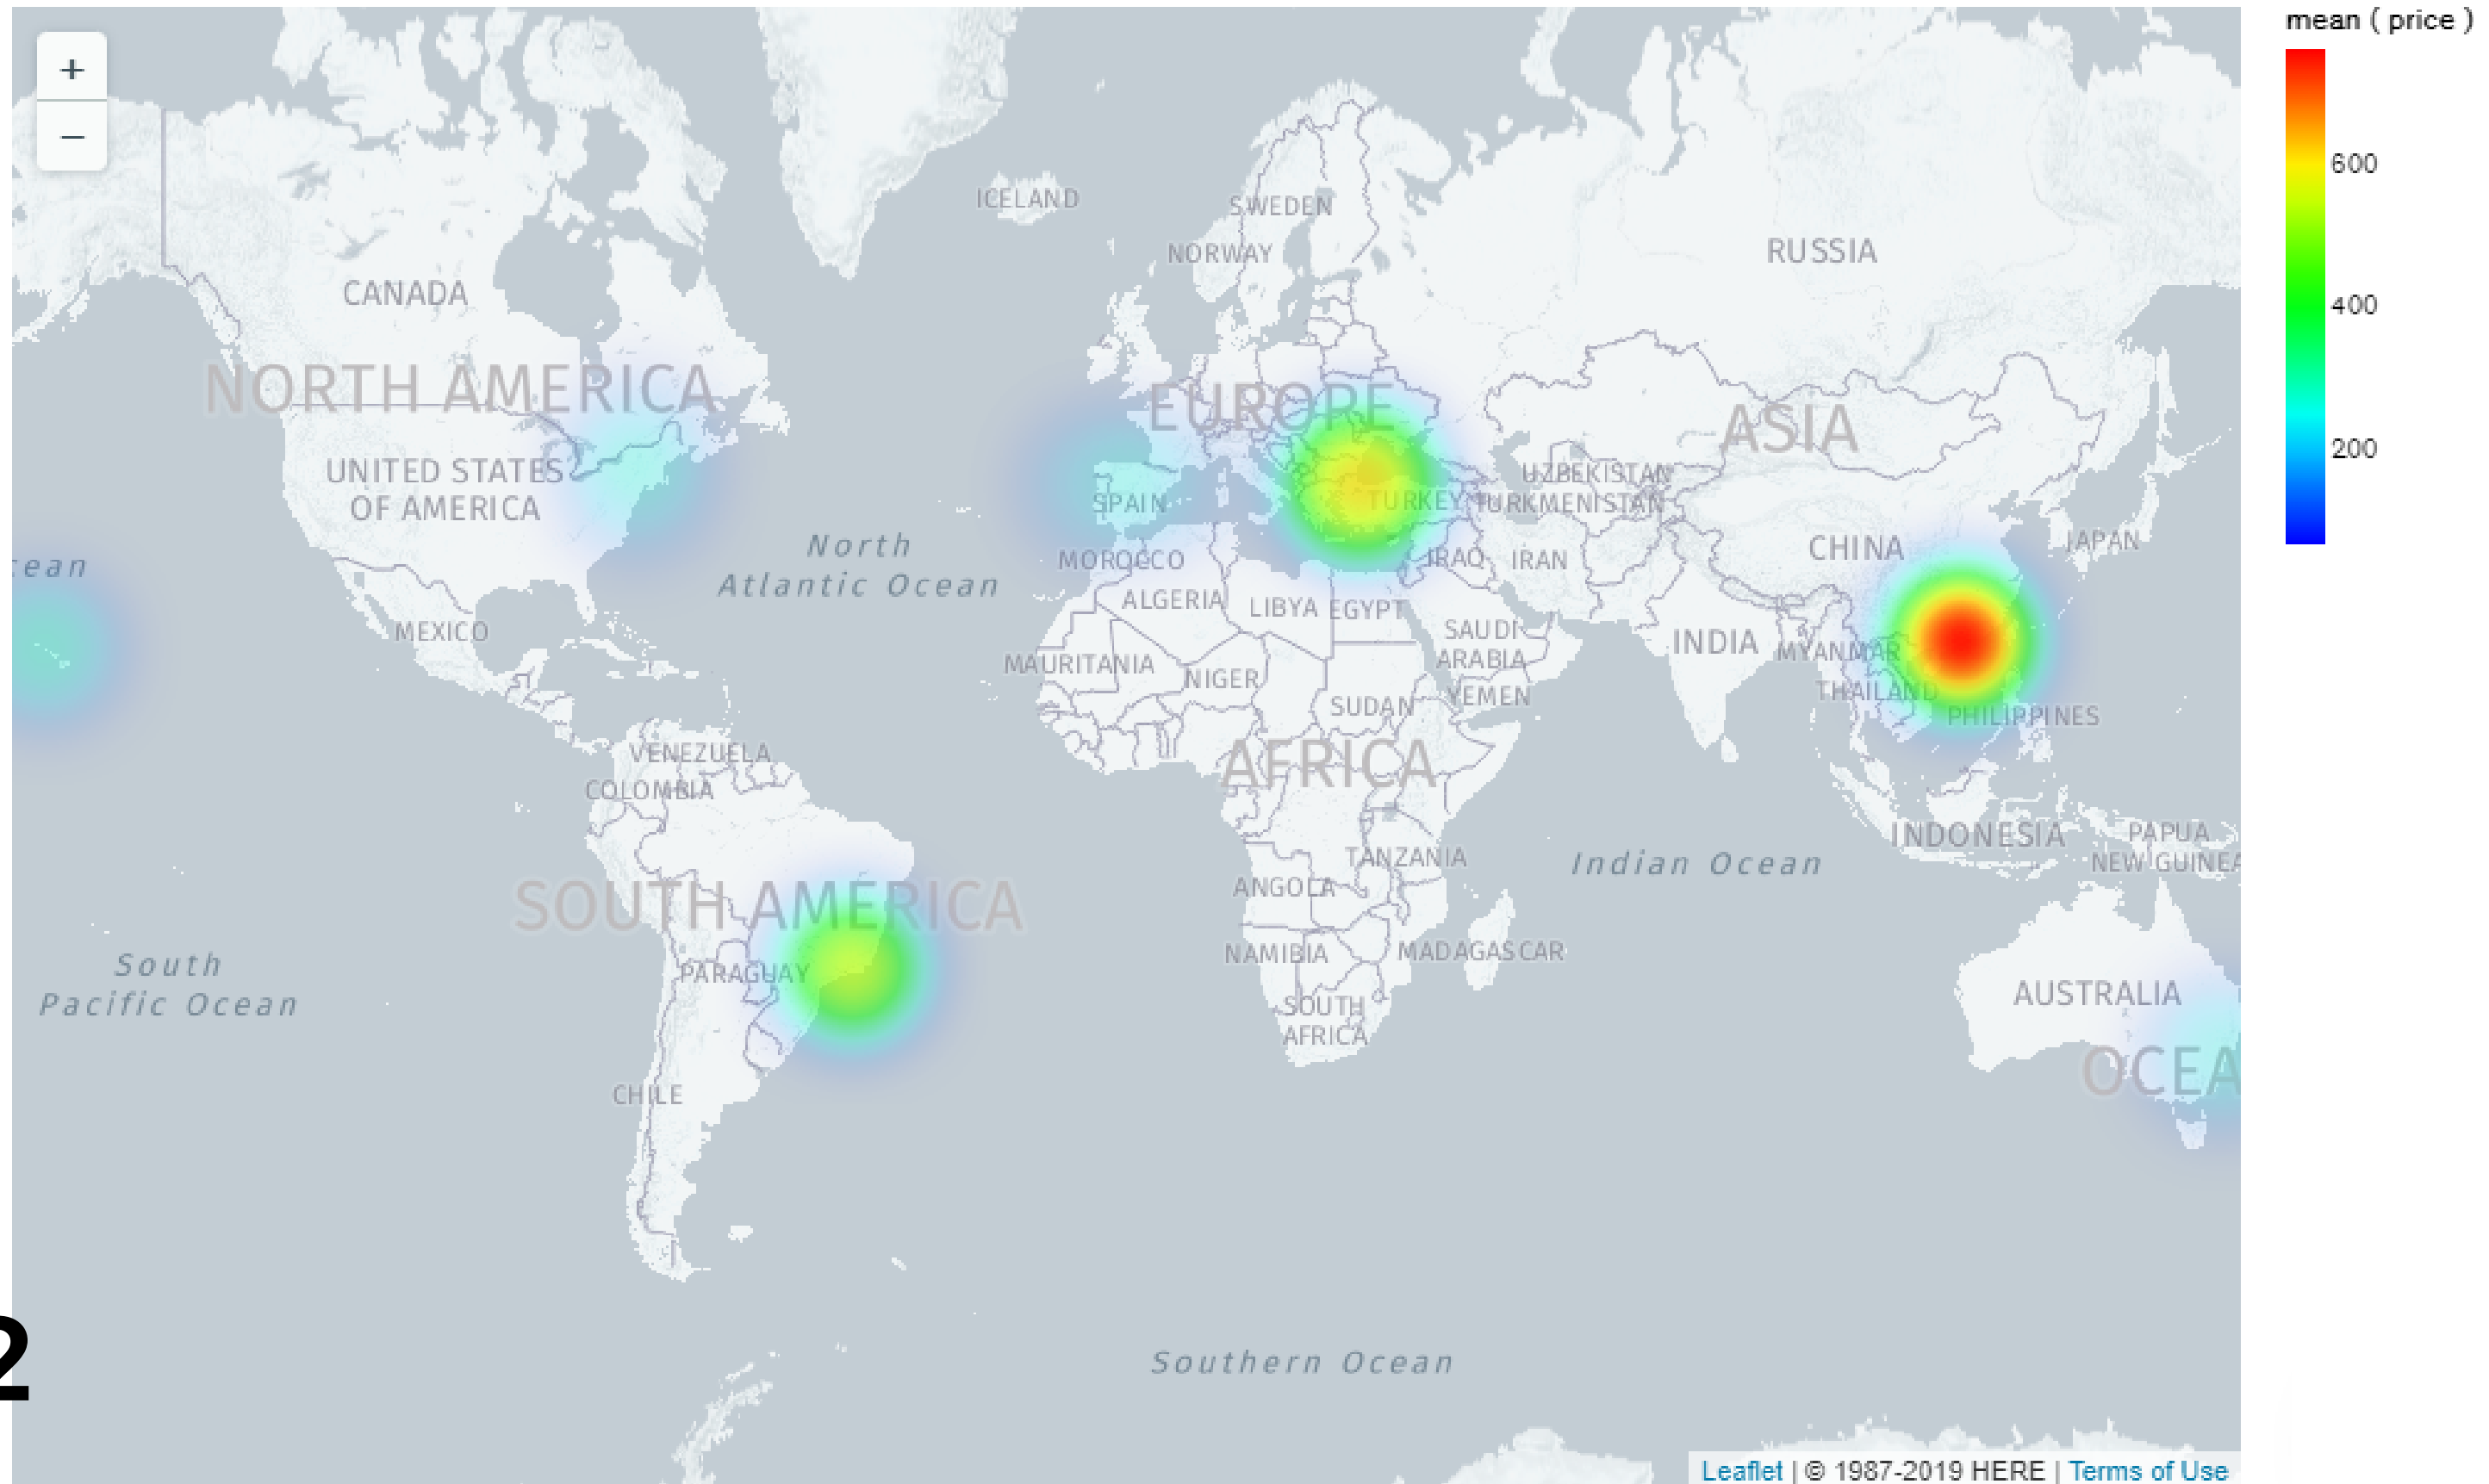 mean ( price )
+
−
600
400
200
ICELAND
SWEDEN
NORWAY
RUSSIA
CANADA
NORTH AMERICA
EUROPE
ASIA
UNITED STATES
OF AMERICA
SPAIN
TURKEY
UZBEKISTAN
TURKMENISTAN
CHINA
JAPAN
North
Atlantic Ocean
cean
MOROCCO
IRAQ
IRAN
ALGERIA
LIBYA
EGYPT
MEXICO
SAUDI
ARABIA
INDIA
MYANMAR
MAURITANIA
NIGER
THAILAND
SUDAN
YEMEN
PHILIPPINES
VENEZUELA
COLOMBIA
AFRICA
INDONESIA
PAPUA
NEW GUINEA
TANZANIA
Indian Ocean
ANGOLA
SOUTH AMERICA
NAMIBIA
MADAGASCAR
PARAGUAY
South
Pacific Ocean
AUSTRALIA
SOUTH
AFRICA
OCEA
CHILE
2
Southern Ocean
Leaflet | © 1987-2019 HERE | Terms of Use